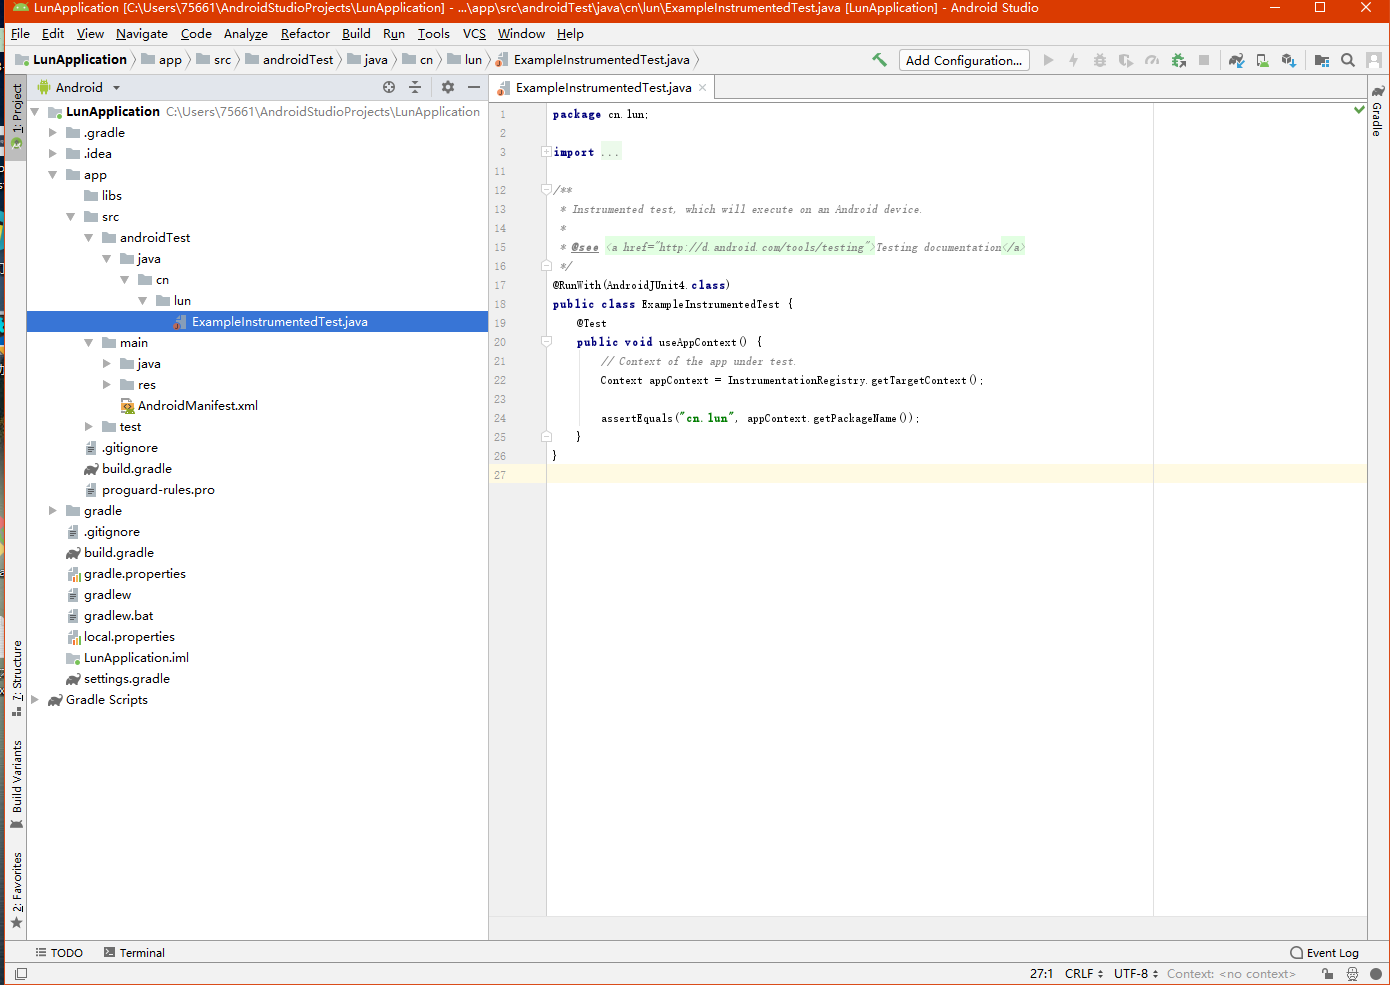 LunApplication [C:\Users\75661\AndroidStudioProjects\LunApplication] - ...\app\src\androidTest\java\cn\lun\ExampleInstrumentedTest.java [LunApplication] - Android Studio
File Edit View Navigate Code Analyze Refactor Build Run Tools VCS Window Help
LunApplication app src androidTest java cn lun ExampleInstrumentedTest.java Add Configuration...
1: Project
7: Structure
Build Variants
2: Favorites
Android
LunApplication C:\Users\75661\AndroidStudioProjects\LunApplication
.gradle
.idea
app
libs
src
androidTest
java
cn
lun
ExampleInstrumentedTest.java
main
java
res
AndroidManifest.xml
test
.gitignore
build.gradle
proguard-rules.pro
gradle
.gitignore
build.gradle
gradle.properties
gradlew
gradlew.bat
local.properties
LunApplication.iml
settings.gradle
Gradle Scripts
ExampleInstrumentedTest.java
1 package cn.lun;
2
3 import ...
11
12 /**
13 * Instrumented test, which will execute on an Android device.
14 *
15 * @see <a href="http://d.android.com/tools/testing">Testing documentation</a>
16 */
17 @RunWith(AndroidJUnit4.class)
18 public class ExampleInstrumentedTest {
19 @Test
20 public void useAppContext() {
21 // Context of the app under test.
22 Context appContext = InstrumentationRegistry.getTargetContext();
23
24 assertEquals("cn.lun", appContext.getPackageName());
25 }
26 }
27
Gradle
TODO Terminal Event Log
27:1 CRLF UTF-8 Context: <no context>